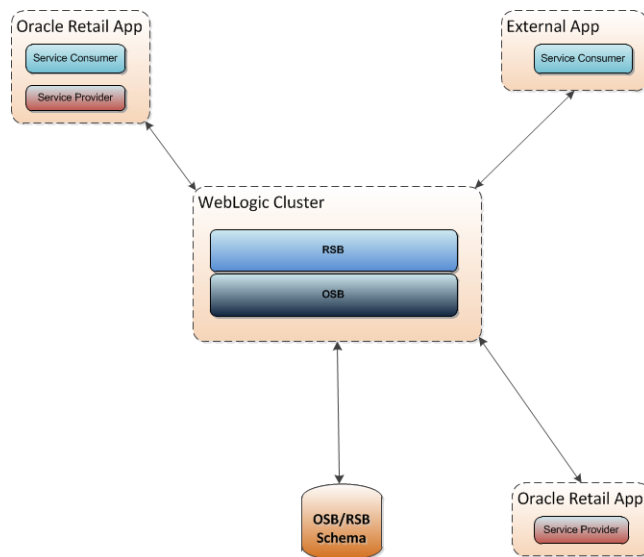 Oracle Retail App
Service Consumer
Service Provider
External App
Service Consumer
WebLogic Cluster
RSB
OSB
OSB/RSB
Schema
Oracle Retail App
Service Provider